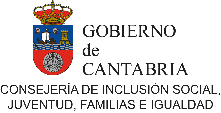 GOBIERNO
de
CANTABRIA
CONSEJERÍA DE INCLUSIÓN SOCIAL,
JUVENTUD, FAMILIAS E IGUALDAD